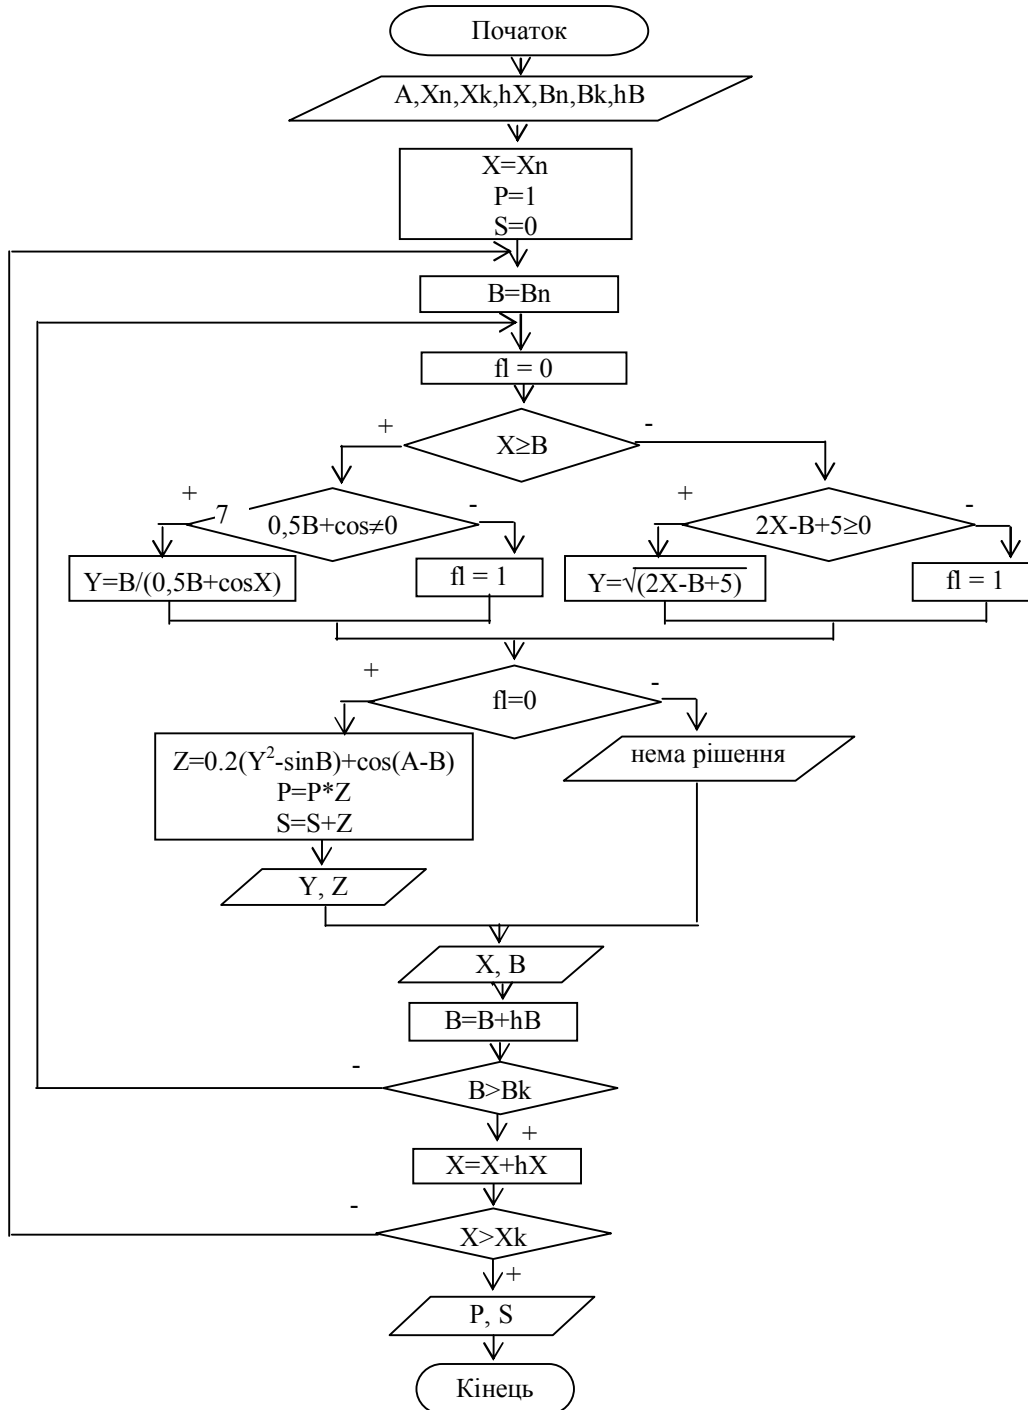 Початок
A,Xn,Xk,hX,Bn,Bk,hB
X=Xn
P=1
S=0
B=Bn
fl = 0
+
-
X≥B
+
7
0,5B+cos≠0
-
+
2X-B+5≥0
-
Y=B/(0,5B+cosX)
fl = 1
Y=√(2X-B+5)
fl = 1
+
fl=0
-
Z=0.2(Y²-sinB)+cos(A-B)
P=P*Z
S=S+Z
нема рішення
Y, Z
X, B
B=B+hB
-
B>Bk
+
X=X+hX
-
X>Xk
+
P, S
Кінець